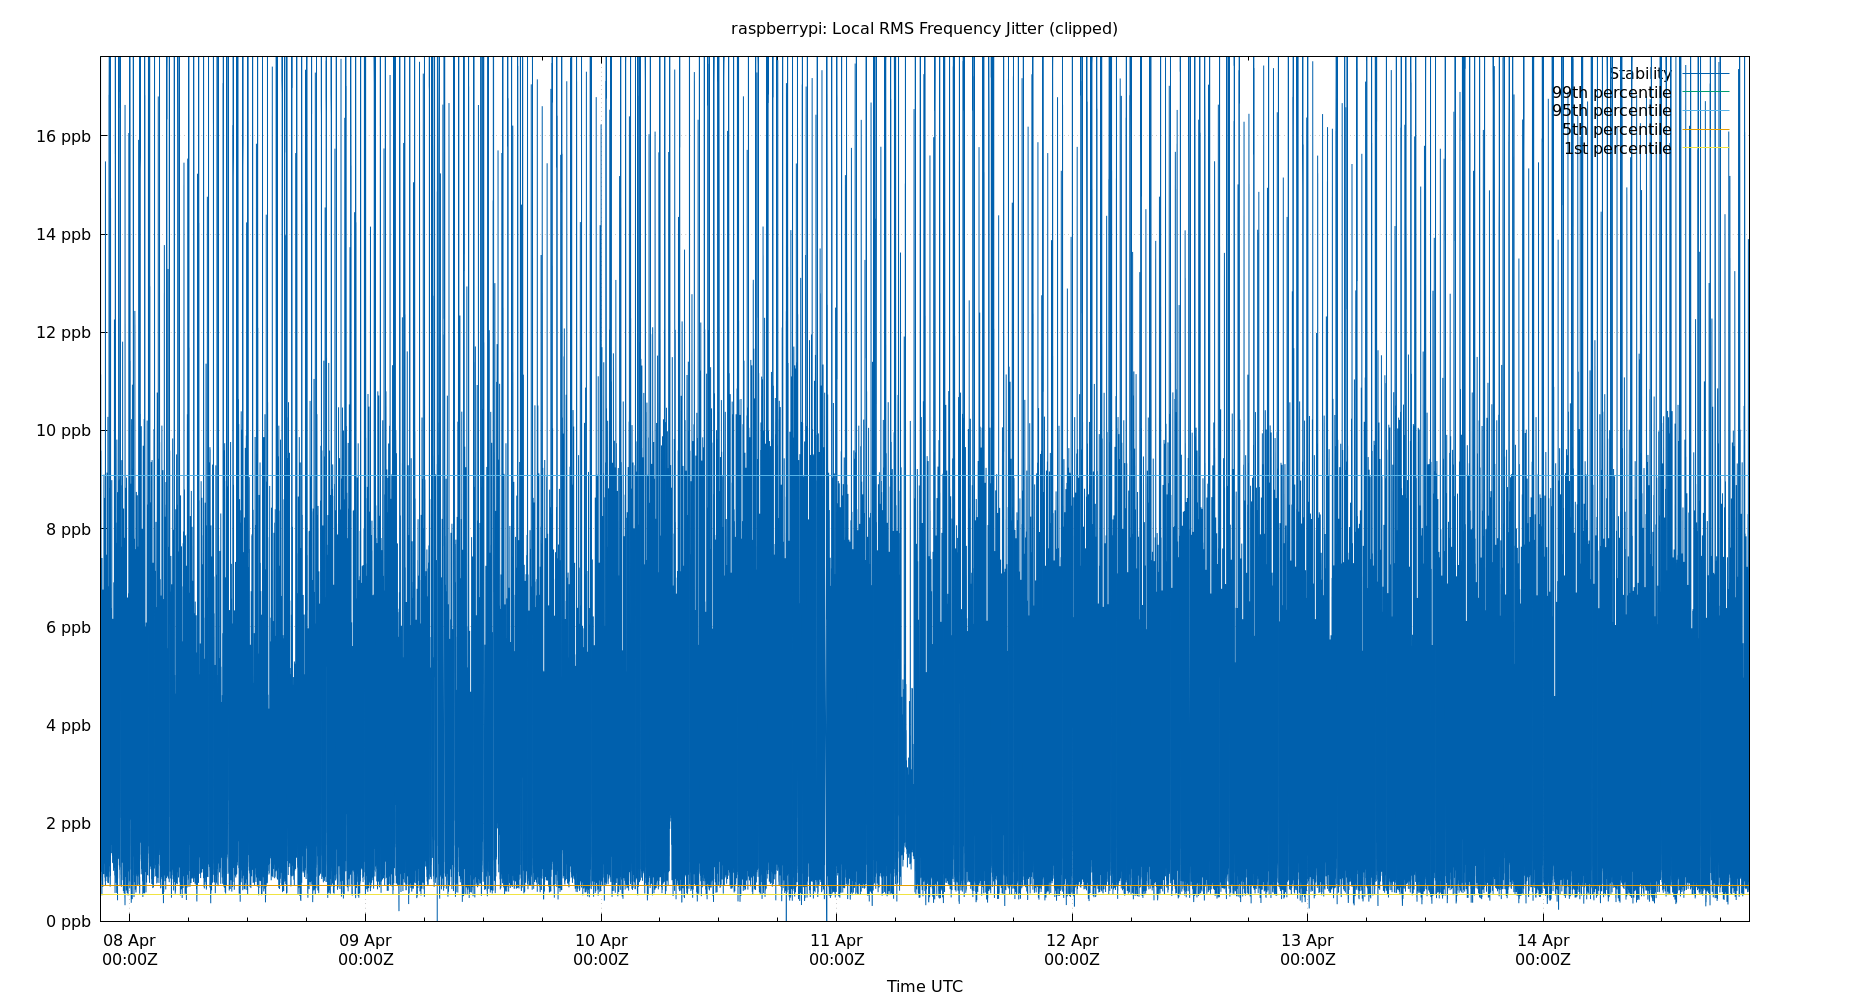 raspberrypi: Local RMS Frequency Jitter (clipped)
Stability
99th percentile
95th percentile
5th percentile
1st percentile
16 ppb
14 ppb
12 ppb
10 ppb
8 ppb
6 ppb
4 ppb
2 ppb
0 ppb
08 Apr 09 Apr 10 Apr 11 Apr 12 Apr 13 Apr 14 Apr
00:00Z 00:00Z 00:00Z 00:00Z 00:00Z 00:00Z 00:00Z
Time UTC